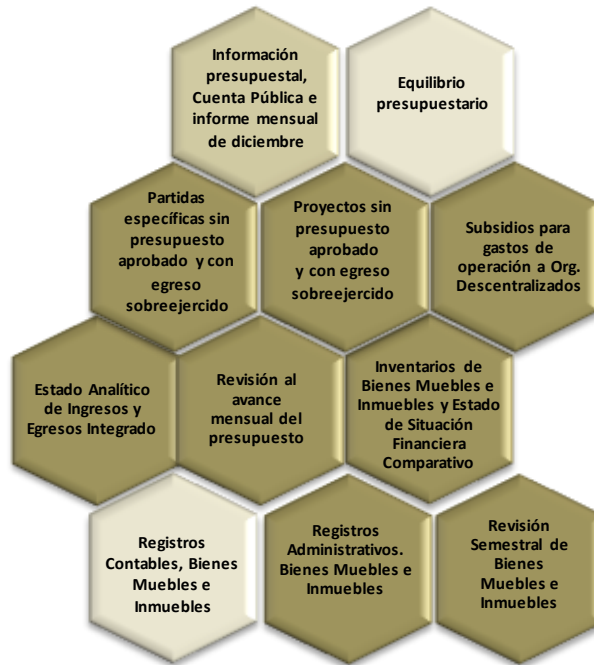 Información
presupuestal,
Cuenta Pública e
informe mensual
de diciembre
Equilibrio
presupuestario
Partidas
específicas sin
presupuesto
aprobado y con
egreso
sobreejercido
Proyectos sin
presupuesto
aprobado
y con egreso
sobreejercido
Subsidios para
gastos de
operación a Org.
Descentralizados
Estado Analítico
de Ingresos y
Egresos Integrado
Revisión al
avance
mensual del
presupuesto
Inventarios de
Bienes Muebles e
Inmuebles y Estado
de Situación
Financiera
Comparativo
Registros
Contables, Bienes
Muebles e
Inmuebles
Registros
Administrativos.
Bienes Muebles e
Inmuebles
Revisión
Semestral de
Bienes
Muebles e
Inmuebles